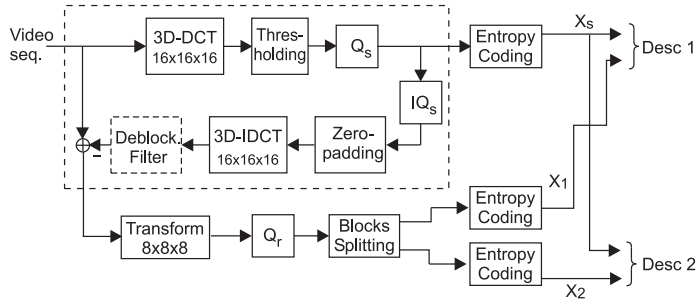 Video
seq.
3D-DCT
16x16x16
Thres-
holding
Qs
Entropy
Coding
Xs
Desc 1
IQs
Deblock.
Filter
3D-IDCT
16x16x16
Zero-
padding
–
Transform
8x8x8
Qr
Blocks
Splitting
Entropy
Coding
X1
Entropy
Coding
X2
Desc 2